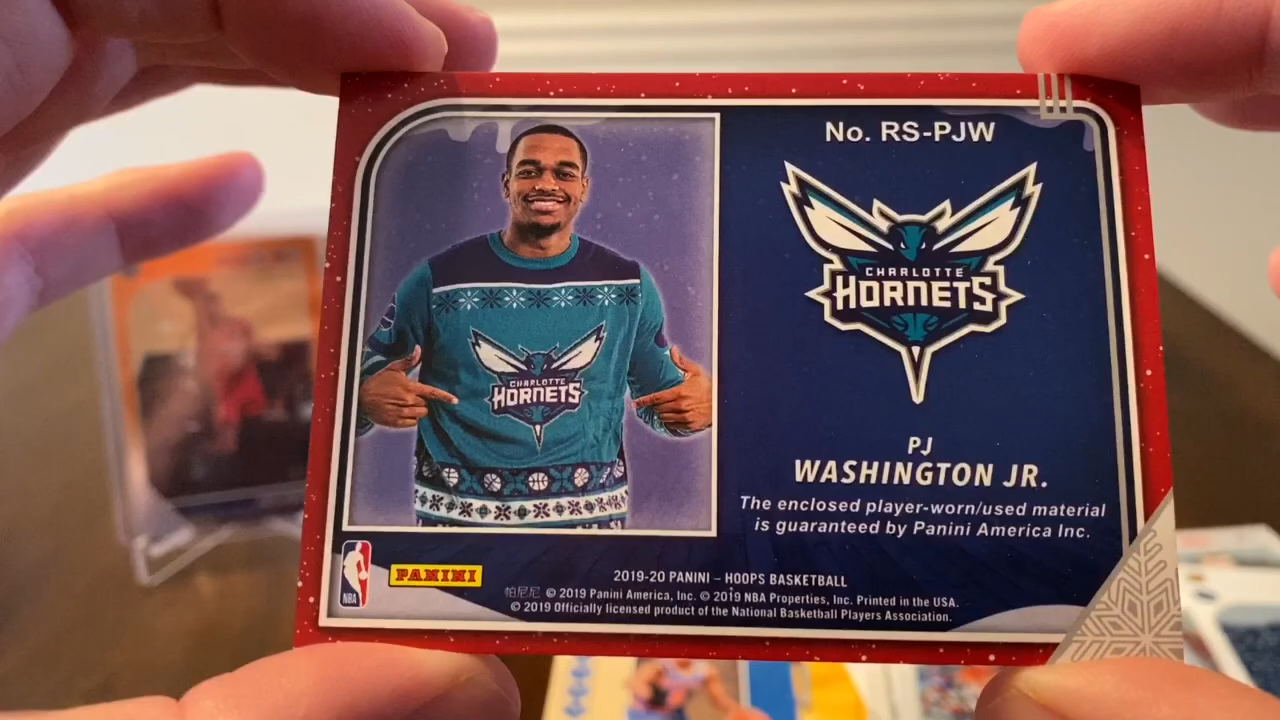 No. RS-PJW
CHARLOTTE
HORNETS
CHARLOTTE
HORNETS
PJ
WASHINGTON JR.
The enclosed player-worn/used material
is guaranteed by Panini America Inc.
NBA
PANINI
2019-20 PANINI – HOOPS BASKETBALL
帕尼尼 © 2019 Panini America, Inc. © 2019 NBA Properties, Inc. Printed in the USA.
© 2019 Officially licensed product of the National Basketball Players Association.